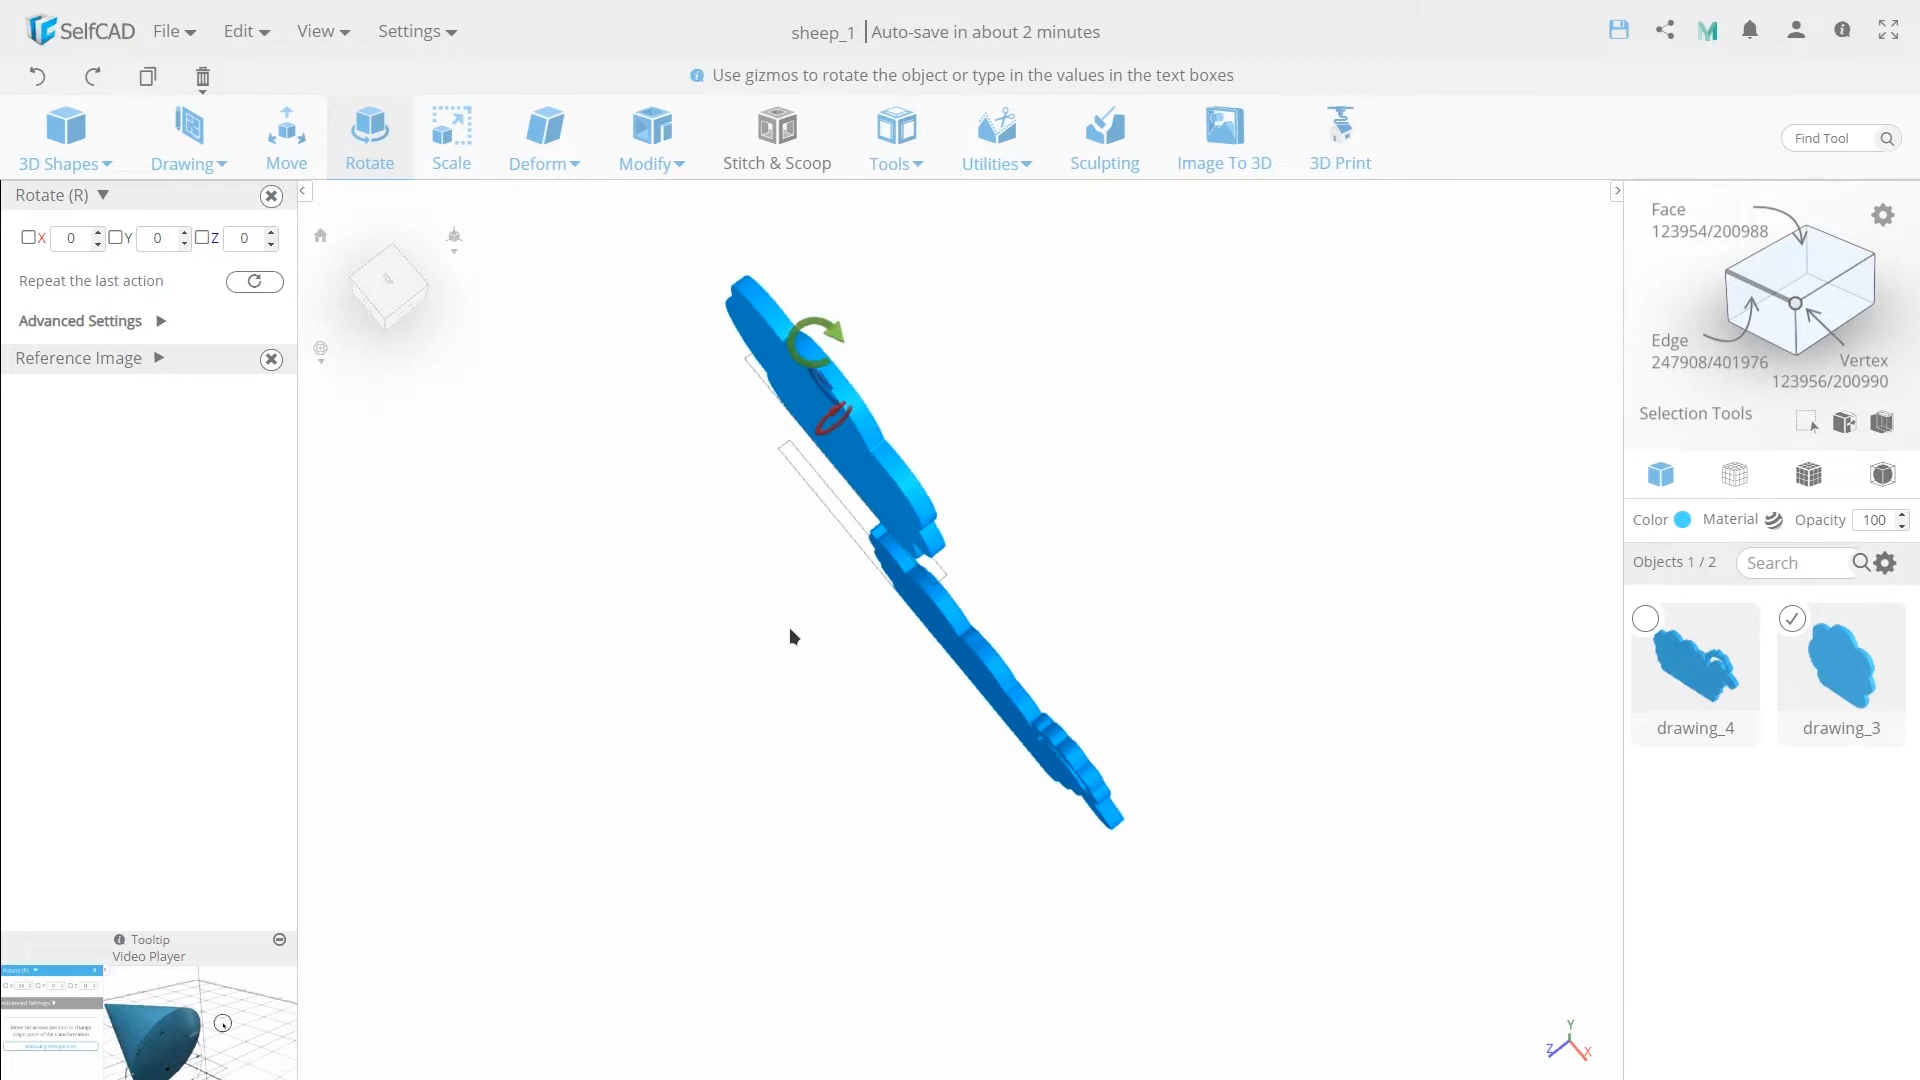 SelfCAD File Edit View Settings sheep_1 Auto-save in about 2 minutes
Use gizmos to rotate the object or type in the values in the text boxes
3D Shapes Drawing Move Rotate Scale Deform Modify Stitch & Scoop Tools Utilities Sculpting Image To 3D 3D Print Find Tool
Rotate (R)
X 0 Y 0 Z 0
Repeat the last action
Advanced Settings
Reference Image
TOP
Face
123954/200988
Edge
247908/401976
Vertex
123956/200990
Selection Tools
Color Material Opacity 100
Objects 1 / 2 Search
drawing_4 drawing_3
Tooltip
Video Player
Rotate (R)
Advanced Settings
Y
Z X